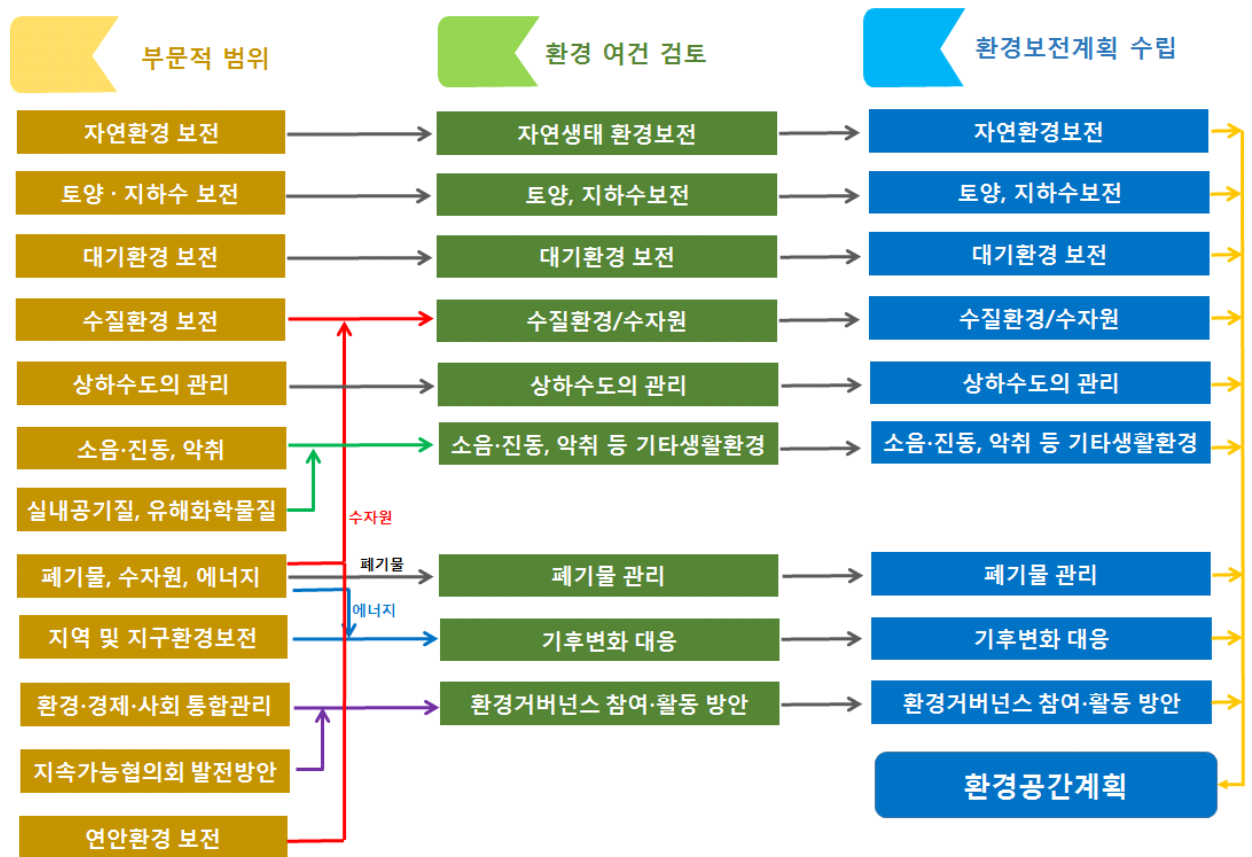 부문적 범위
환경 여건 검토
환경보전계획 수립
자연환경 보전
자연생태 환경보전
자연환경보전
토양 · 지하수 보전
토양, 지하수보전
토양, 지하수보전
대기환경 보전
대기환경 보전
대기환경 보전
수질환경 보전
수질환경/수자원
수질환경/수자원
상하수도의 관리
상하수도의 관리
상하수도의 관리
소음·진동, 악취
소음·진동, 악취 등 기타생활환경
소음·진동, 악취 등 기타생활환경
실내공기질, 유해화학물질
수자원
폐기물, 수자원, 에너지
폐기물
폐기물 관리
폐기물 관리
에너지
지역 및 지구환경보전
기후변화 대응
기후변화 대응
환경·경제·사회 통합관리
환경거버넌스 참여·활동 방안
환경거버넌스 참여·활동 방안
지속가능협의회 발전방안
환경공간계획
연안환경 보전